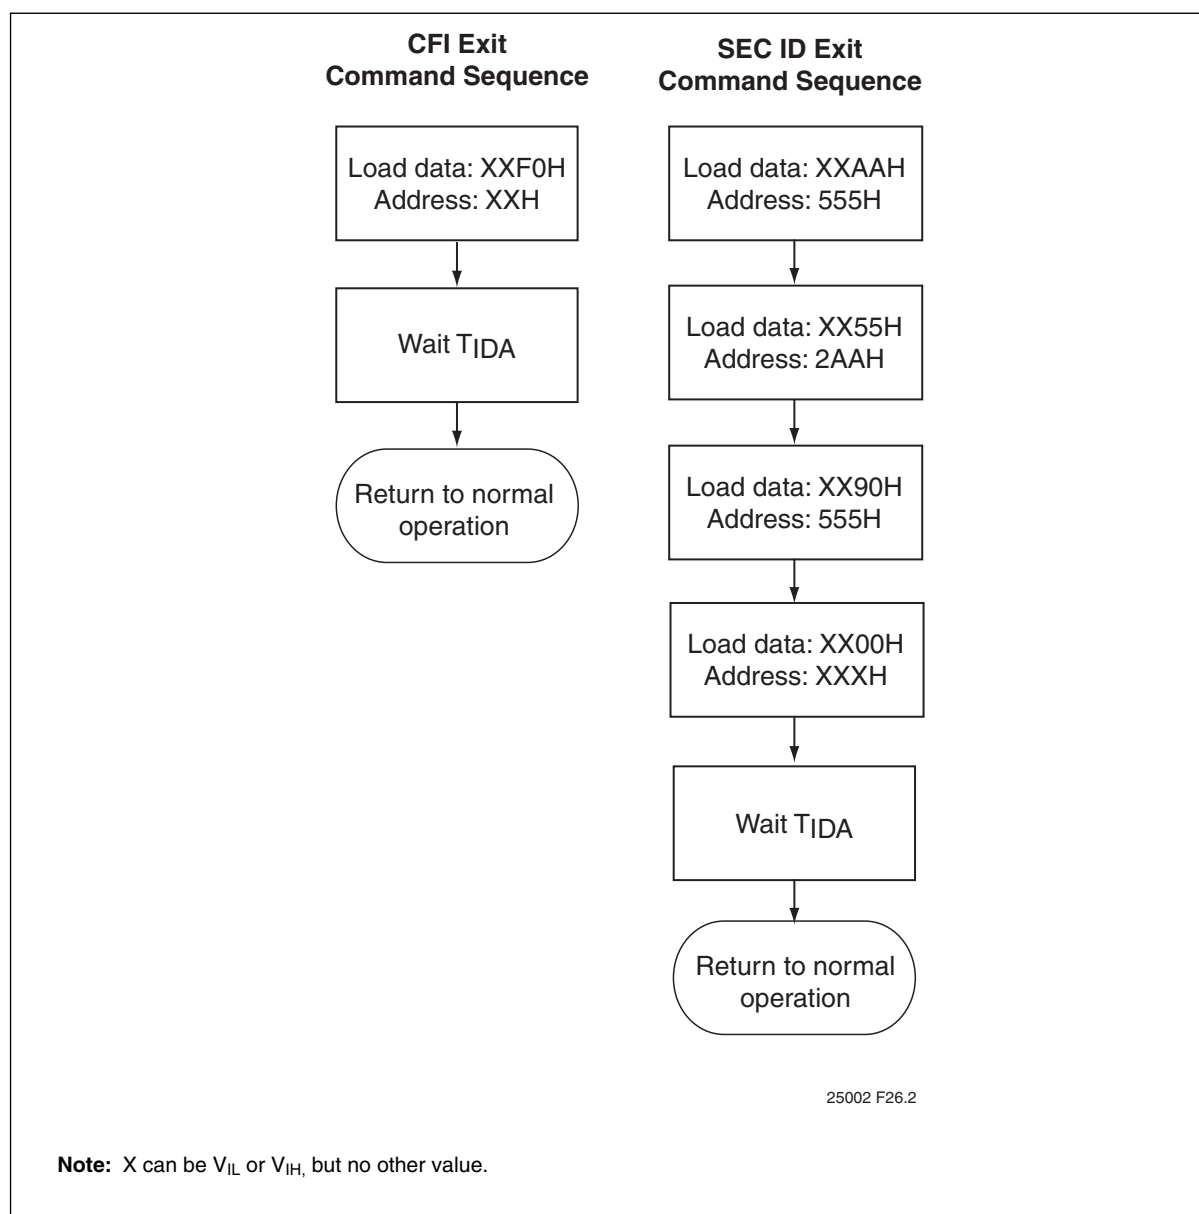 CFI Exit
Command Sequence
Load data: XXF0H
Address: XXH
Wait TIDA
Return to normal
operation
SEC ID Exit
Command Sequence
Load data: XXAAH
Address: 555H
Load data: XX55H
Address: 2AAH
Load data: XX90H
Address: 555H
Load data: XX00H
Address: XXXH
Wait TIDA
Return to normal
operation
25002 F26.2
Note: X can be VIL or VIH, but no other value.